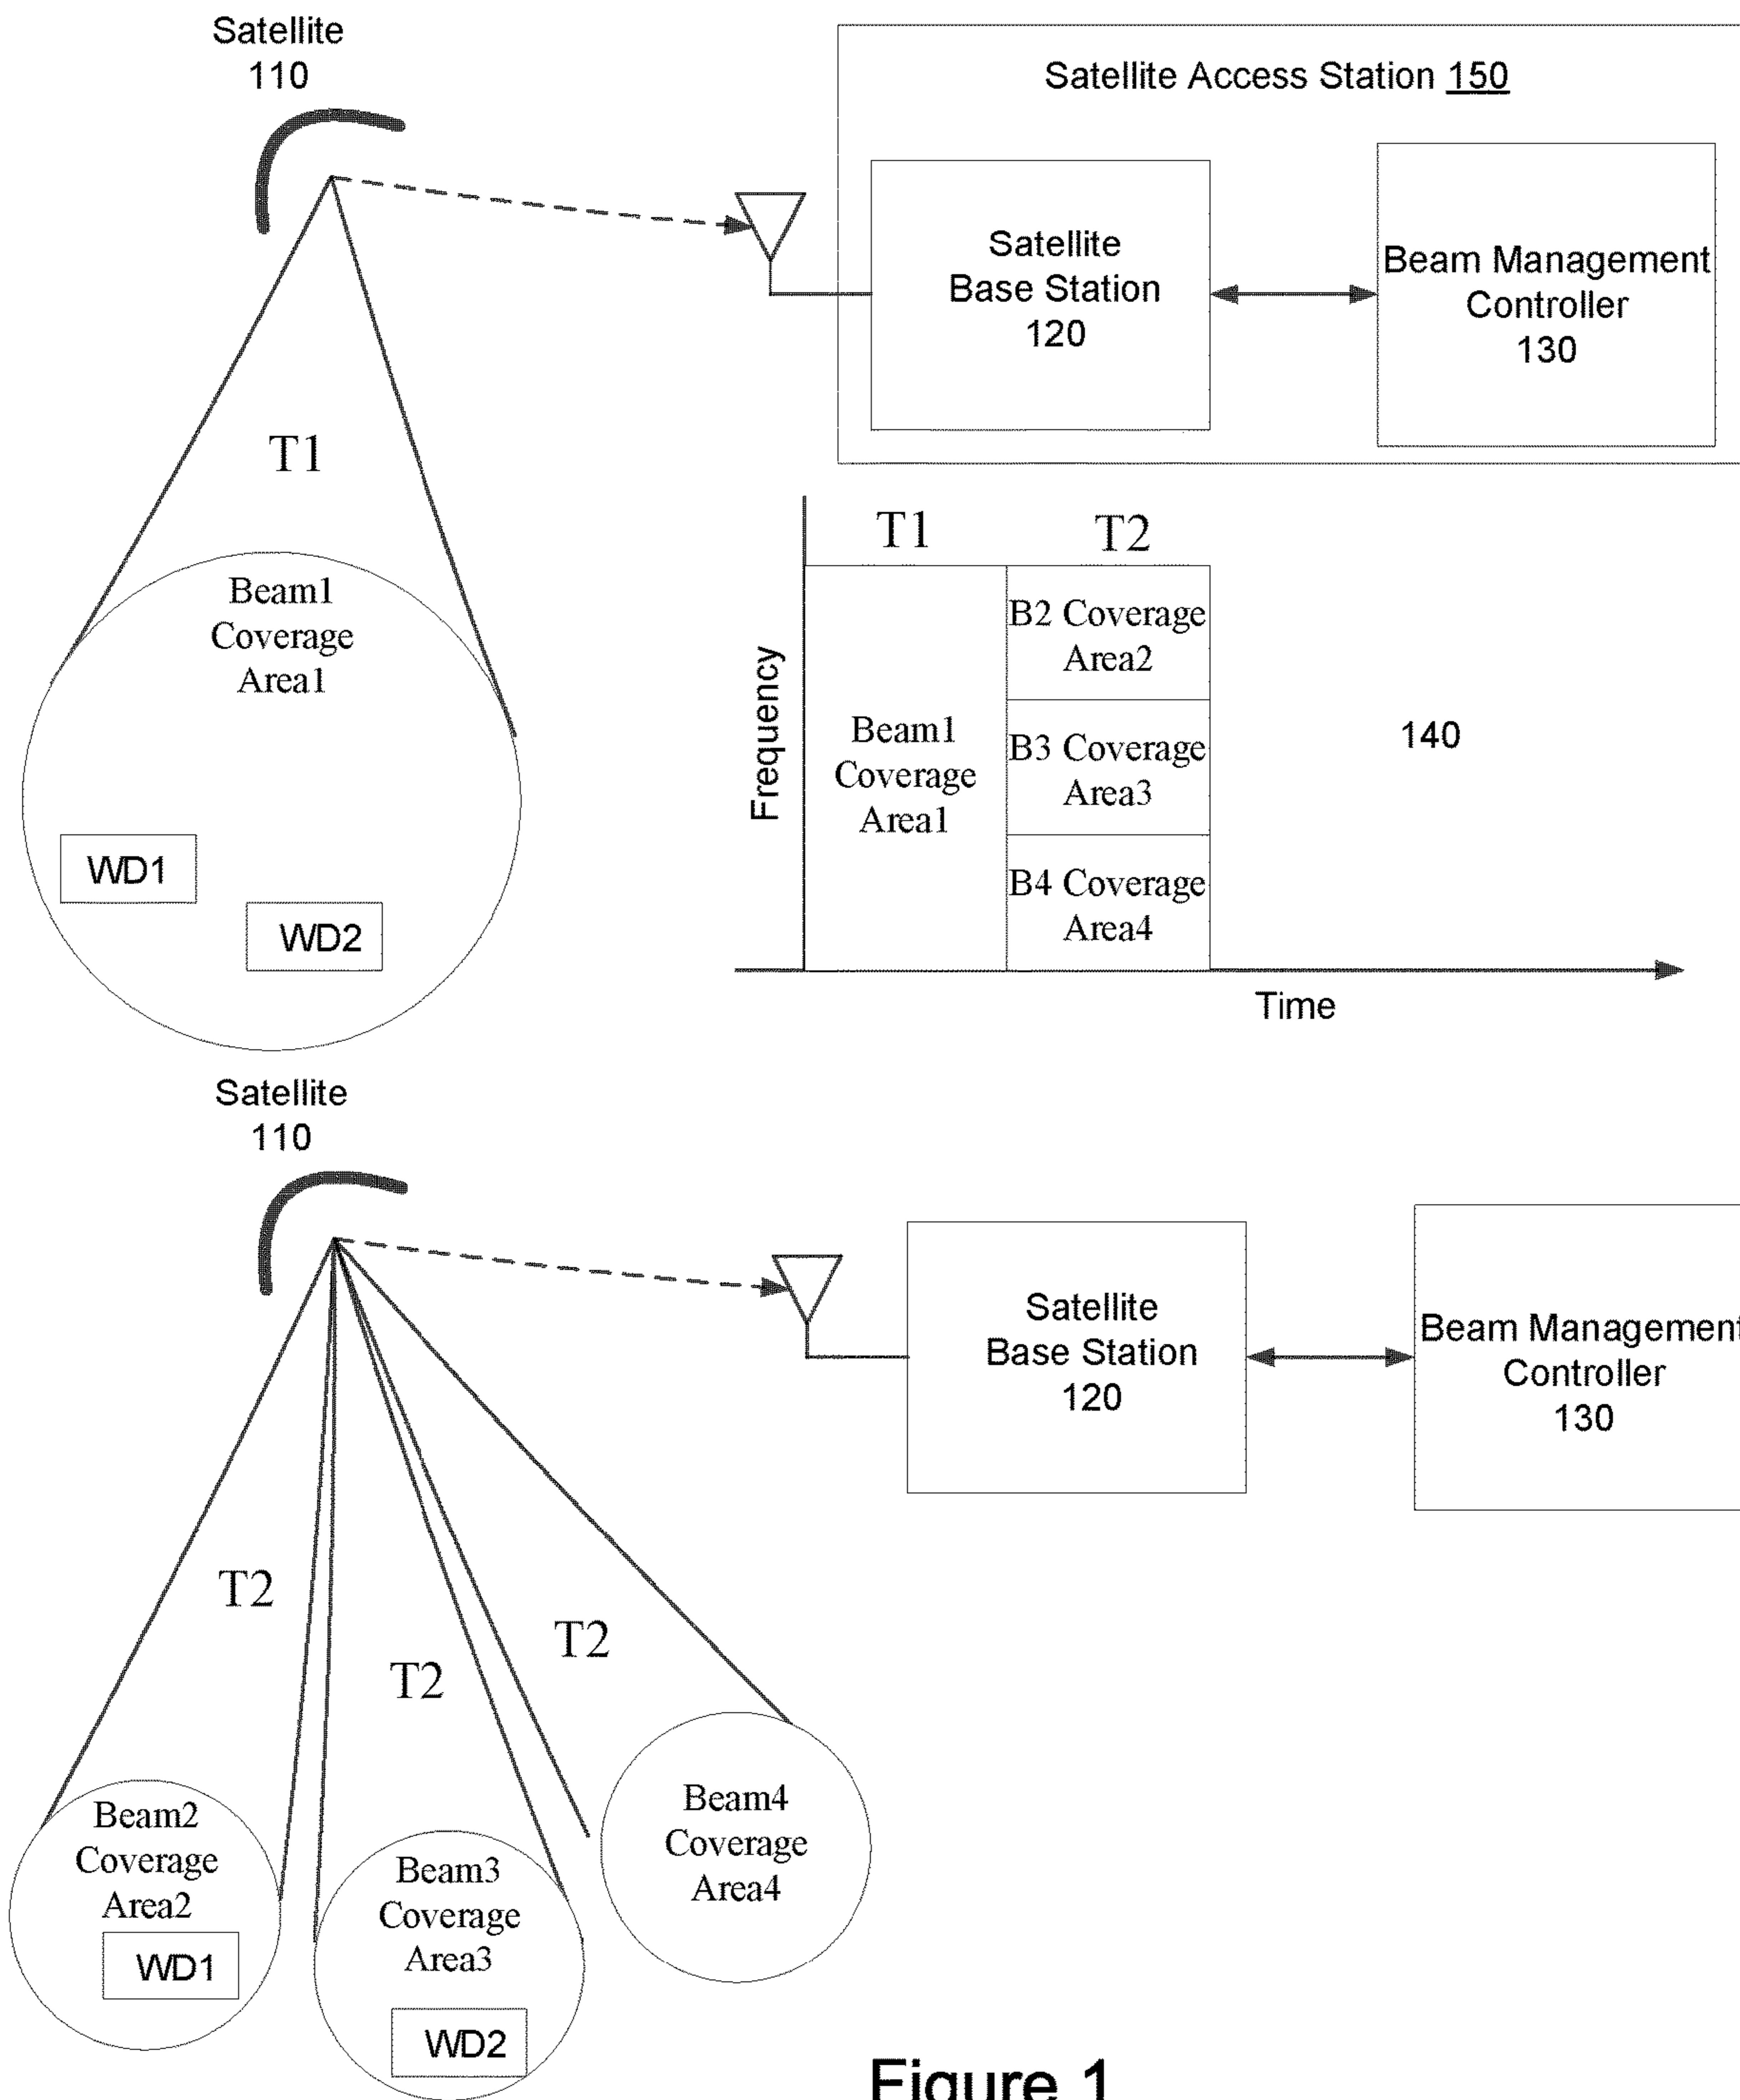 Satellite
110
Satellite Access Station 150
Satellite
Base Station
120
Beam Management
Controller
130
T1
Beam1
Coverage
Area1
WD1
WD2
T1
T2
Frequency
Beam1
Coverage
Area1
B2 Coverage
Area2
B3 Coverage
Area3
B4 Coverage
Area4
140
Time
Satellite
110
Satellite
Base Station
120
Beam Management
Controller
130
T2
T2
T2
Beam2
Coverage
Area2
WD1
Beam3
Coverage
Area3
WD2
Beam4
Coverage
Area4
Figure 1